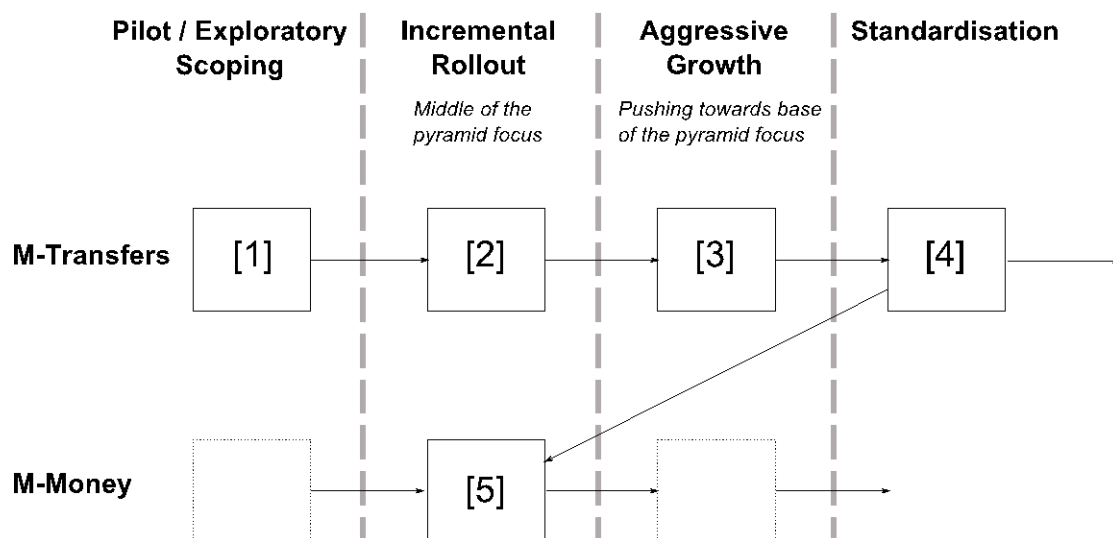 Pilot / Exploratory
Scoping
Incremental
Rollout
Middle of the
pyramid focus
Aggressive
Growth
Pushing towards base
of the pyramid focus
Standardisation
M-Transfers
[1]
[2]
[3]
[4]
M-Money
[5]